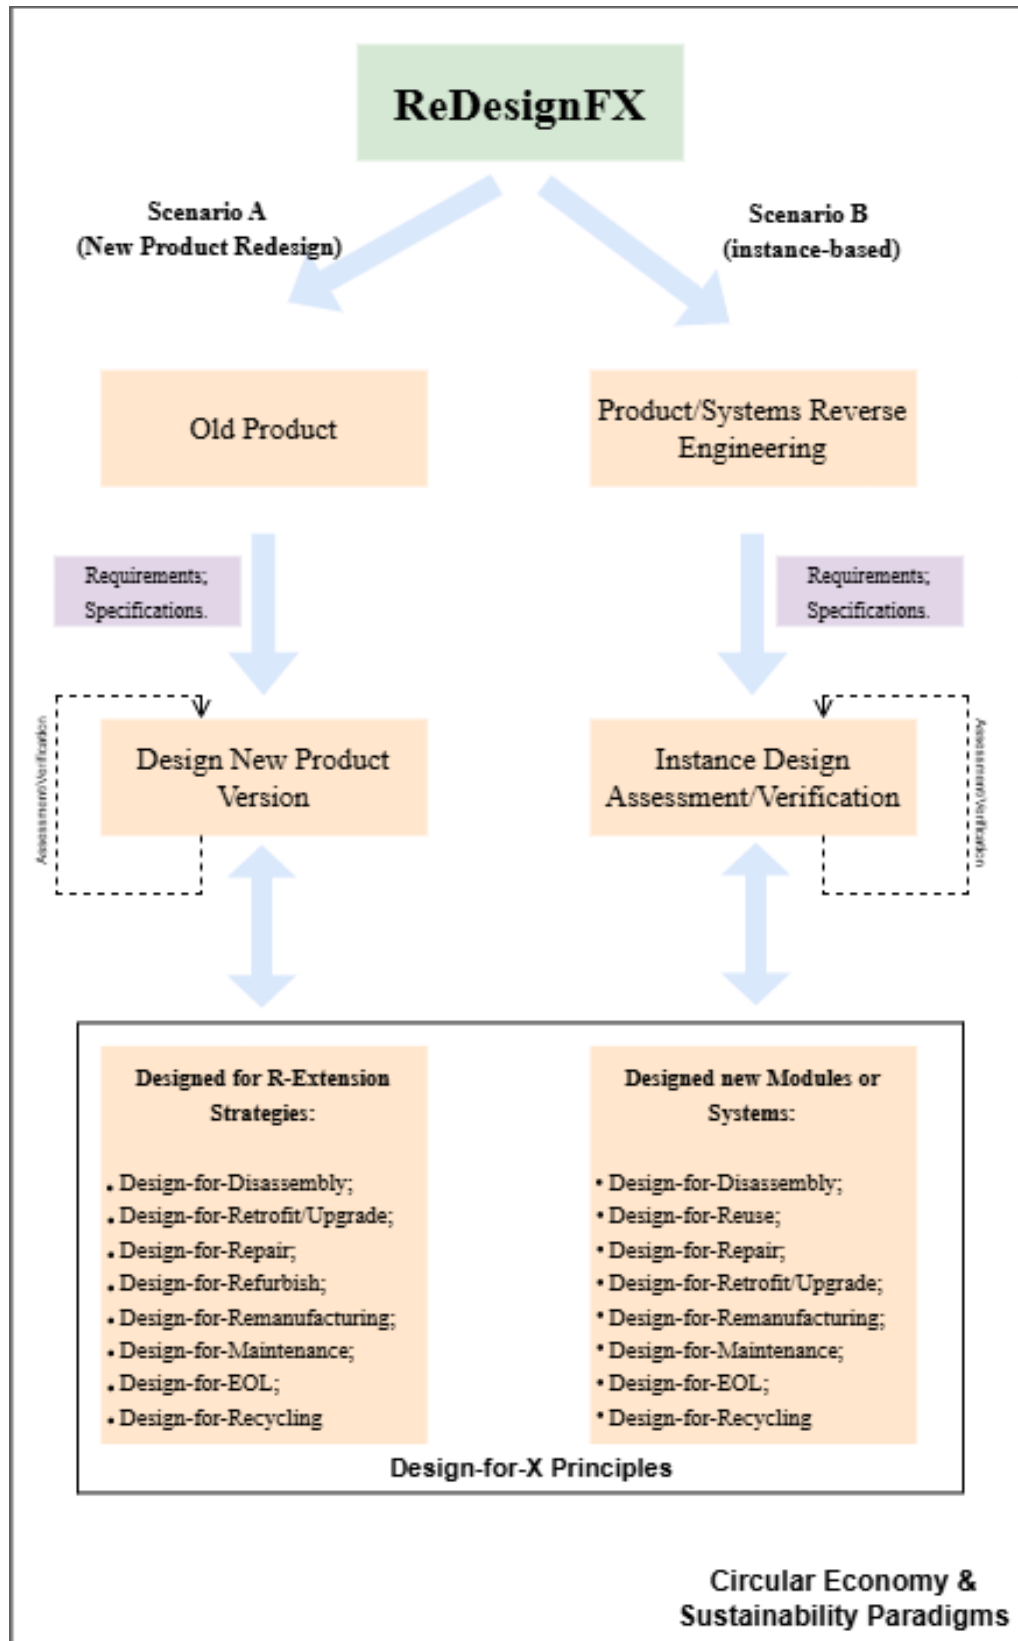 ReDesignFX
Scenario A
(New Product Redesign)
Scenario B
(instance-based)
Old Product
Product/Systems Reverse
Engineering
Requirements;
Specifications.
Requirements;
Specifications.
Assessment/Verification
Design New Product
Version
Instance Design
Assessment/Verification
Assessment/Verification
Designed for R-Extension
Strategies:
• Design-for-Disassembly;
• Design-for-Retrofit/Upgrade;
• Design-for-Repair;
• Design-for-Refurbish;
• Design-for-Remanufacturing;
• Design-for-Maintenance;
• Design-for-EOL;
• Design-for-Recycling
Designed new Modules or
Systems:
• Design-for-Disassembly;
• Design-for-Reuse;
• Design-for-Repair;
• Design-for-Retrofit/Upgrade;
• Design-for-Remanufacturing;
• Design-for-Maintenance;
• Design-for-EOL;
• Design-for-Recycling
Design-for-X Principles
Circular Economy &
Sustainability Paradigms